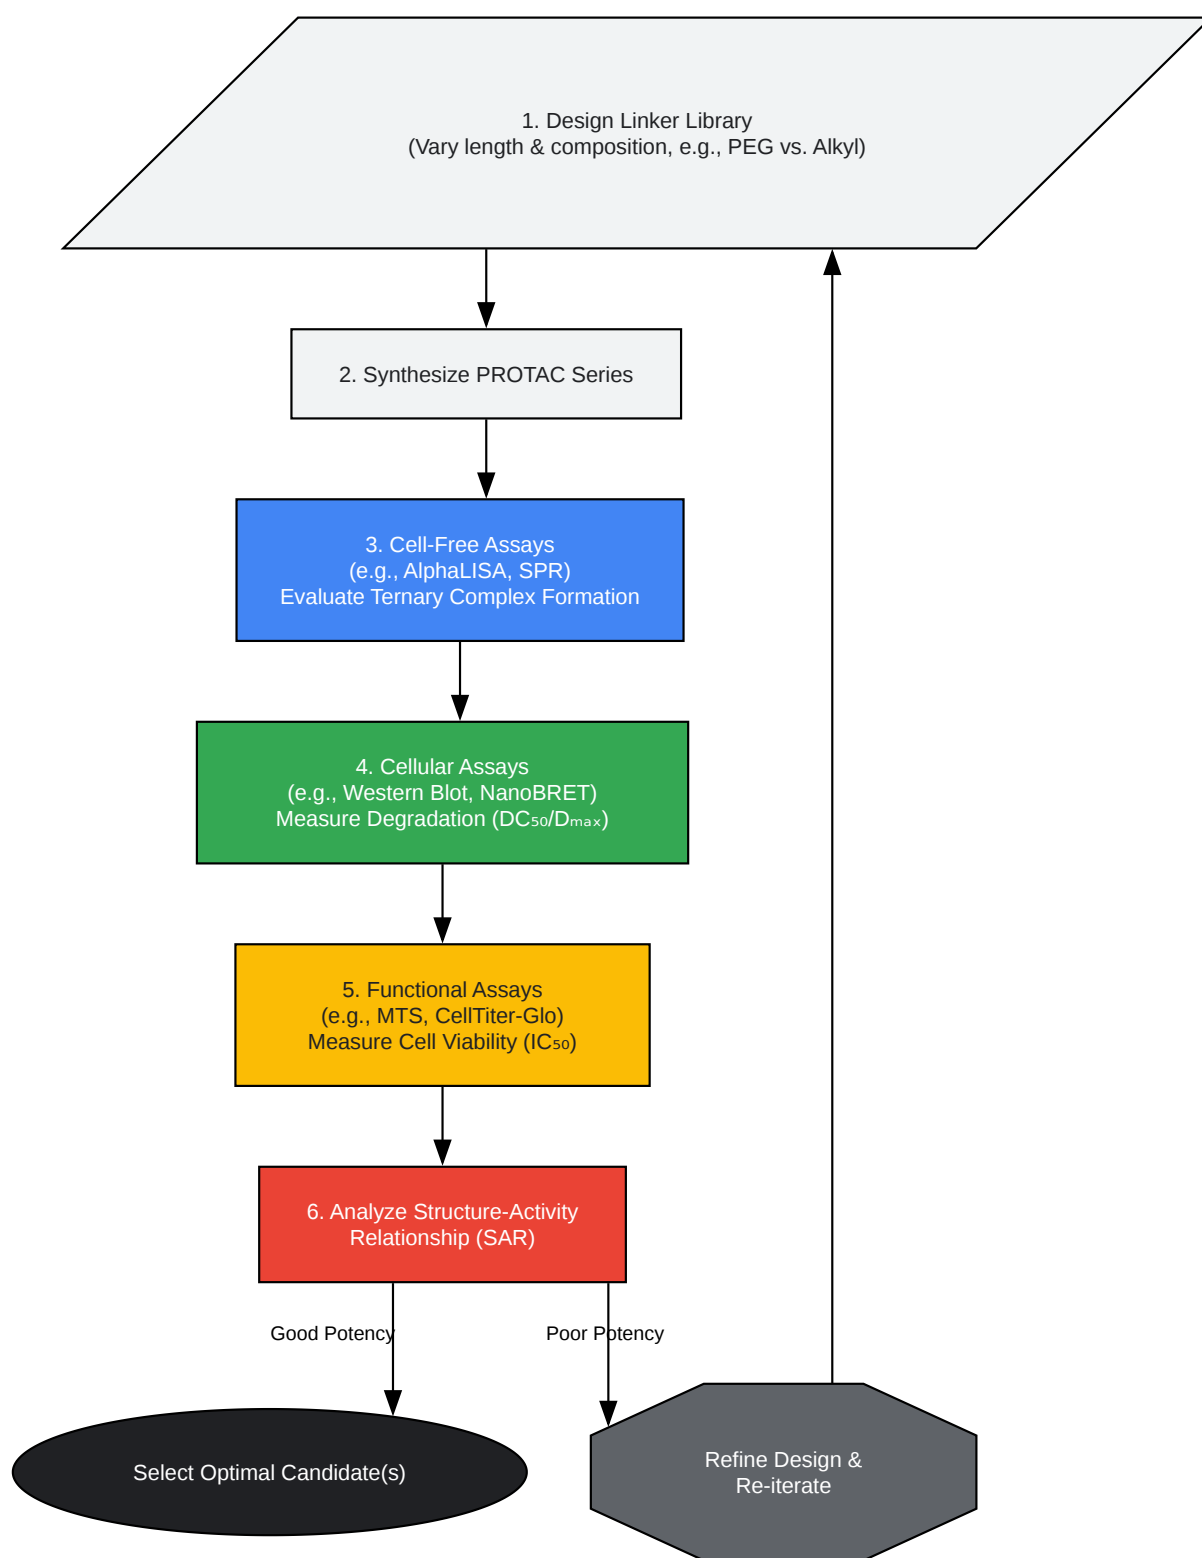 1. Design Linker Library
(Vary length & composition, e.g., PEG vs. Alkyl)
2. Synthesize PROTAC Series
3. Cell-Free Assays
(e.g., AlphaLISA, SPR)
Evaluate Ternary Complex Formation
4. Cellular Assays
(e.g., Western Blot, NanoBRET)
Measure Degradation (DC₅₀/Dₘₐₓ)
5. Functional Assays
(e.g., MTS, CellTiter-Glo)
Measure Cell Viability (IC₅₀)
6. Analyze Structure-Activity
Relationship (SAR)
Good Potency
Poor Potency
Select Optimal Candidate(s)
Refine Design &
Re-iterate